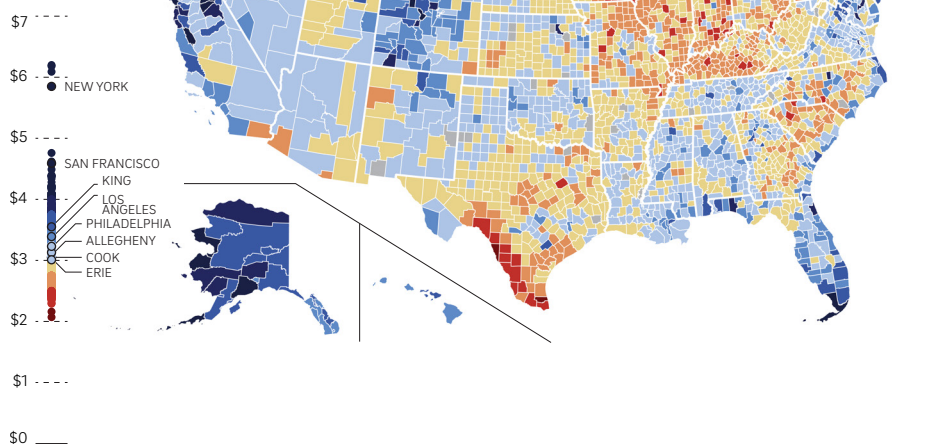 $7
$6
NEW YORK
$5
SAN FRANCISCO
KING
$4
LOS
ANGELES
PHILADELPHIA
ALLEGHENY
COOK
$3
ERIE
$2
$1
$0